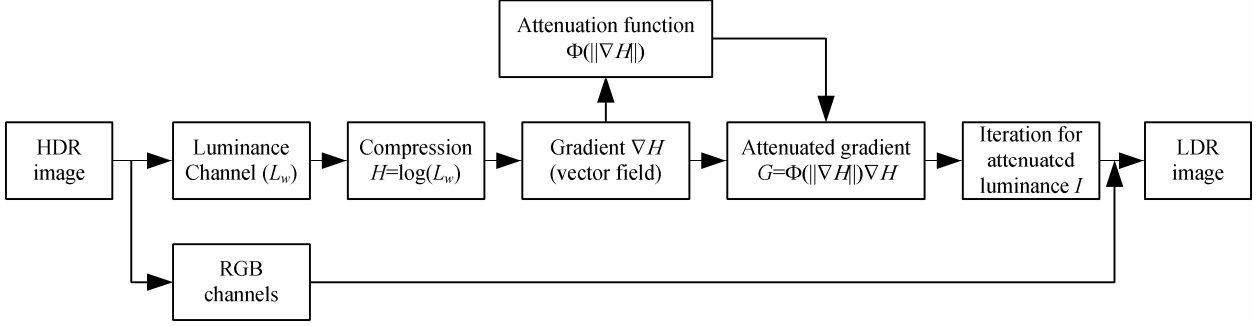 Attenuation function
Φ(||∇H||)
HDR
image
Luminance
Channel (Lw)
Compression
H=log(Lw)
Gradient ∇H
(vector field)
Attenuated gradient
G=Φ(||∇H||)∇H
Iteration for
attenuated
luminance I
LDR
image
RGB
channels